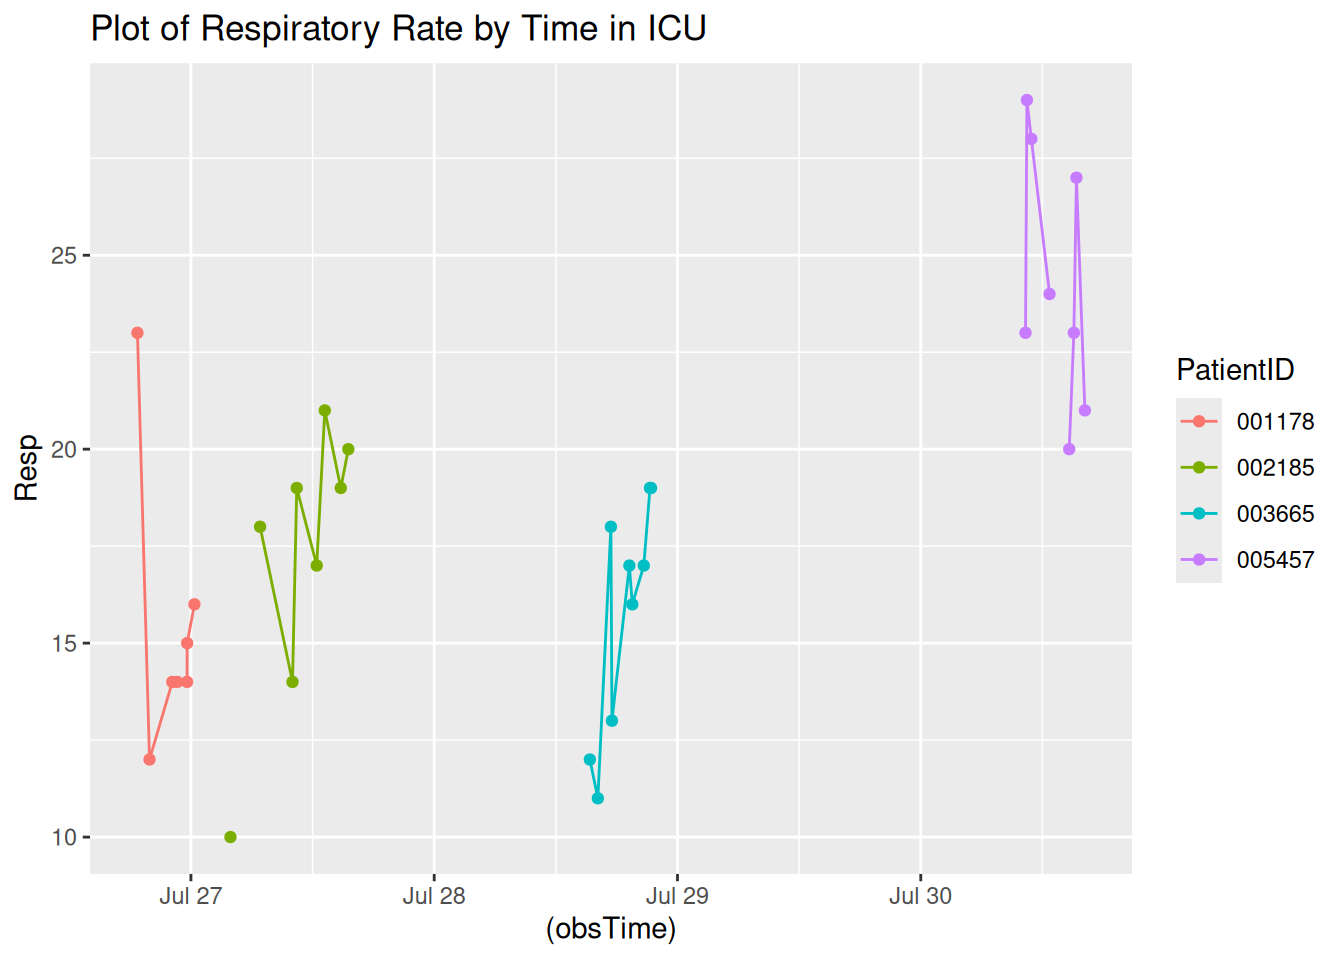 Plot of Respiratory Rate by Time in ICU
Resp
25
20
15
10
Jul 27 Jul 28 Jul 29 Jul 30
(obsTime)
PatientID
001178
002185
003665
005457